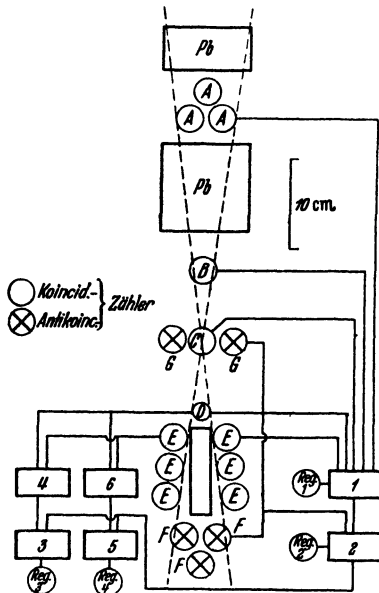 Pb
A
A A
Pb
10 cm.
B
Koincid.- } Zähler
Antikoinc.
C
G G
D
E E
4 6 E E
Reg. 1 1
E E
3 5 F F
Reg. 2 2
F
Reg. 3 Reg. 4